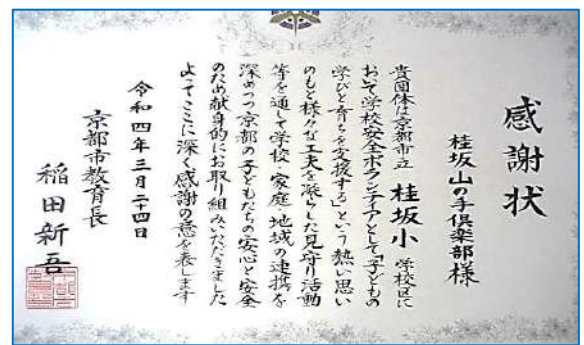 感謝状
桂坂山の手倶楽部様
貴団体は京都市立 桂坂小 学校区に
おいて学校安全ボランティアとして「子どもの
学びと育ちを支援する」という熱い思い
のもと様々な工夫を凝らした見守り活動
等を通して学校・家庭・地域の連携を
深めつつ京都の子どもたちの安心と安全
のため献身的にお取り組みいただきました
よってここに深く感謝の意を表します
令和四年三月二十四日
京都市教育長
稲田新吾